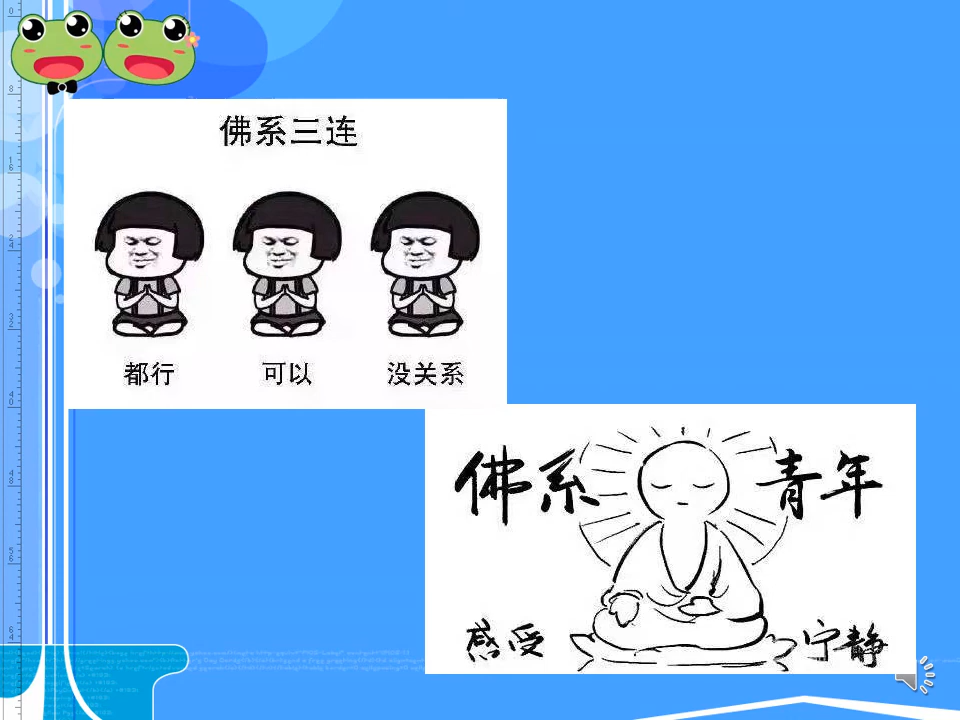 佛系三连
都行 可以 没关系
佛系 青年
感受 宁静